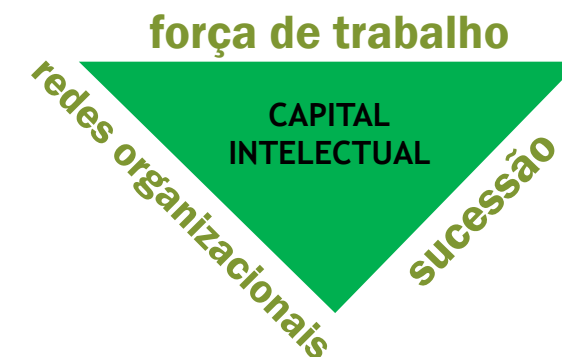 força de trabalho
redes organizacionais
CAPITAL
INTELECTUAL
sucessão